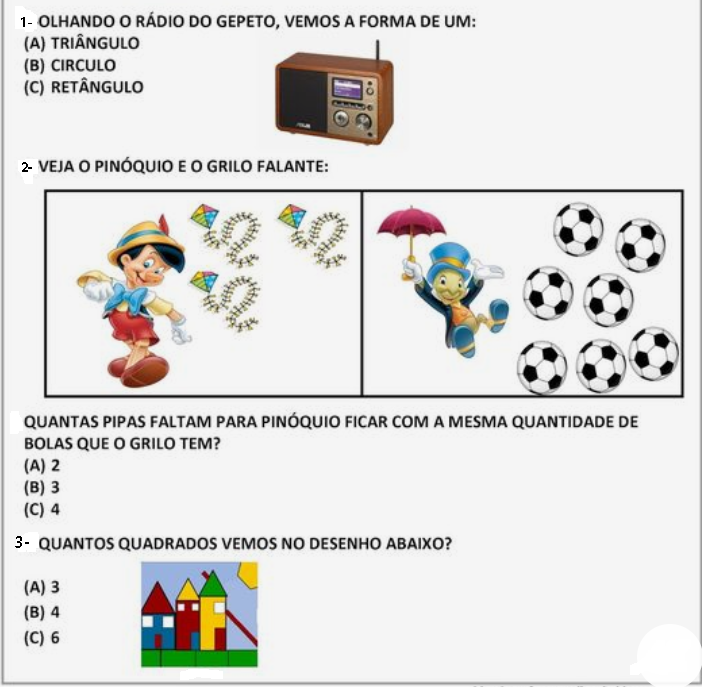 1- OLHANDO O RÁDIO DO GEPETO, VEMOS A FORMA DE UM:
(A) TRIÂNGULO
(B) CIRCULO
(C) RETÂNGULO
2- VEJA O PINÓQUIO E O GRILO FALANTE:
QUANTAS PIPAS FALTAM PARA PINÓQUIO FICAR COM A MESMA QUANTIDADE DE
BOLAS QUE O GRILO TEM?
(A) 2
(B) 3
(C) 4
3- QUANTOS QUADRADOS VEMOS NO DESENHO ABAIXO?
(A) 3
(B) 4
(C) 6